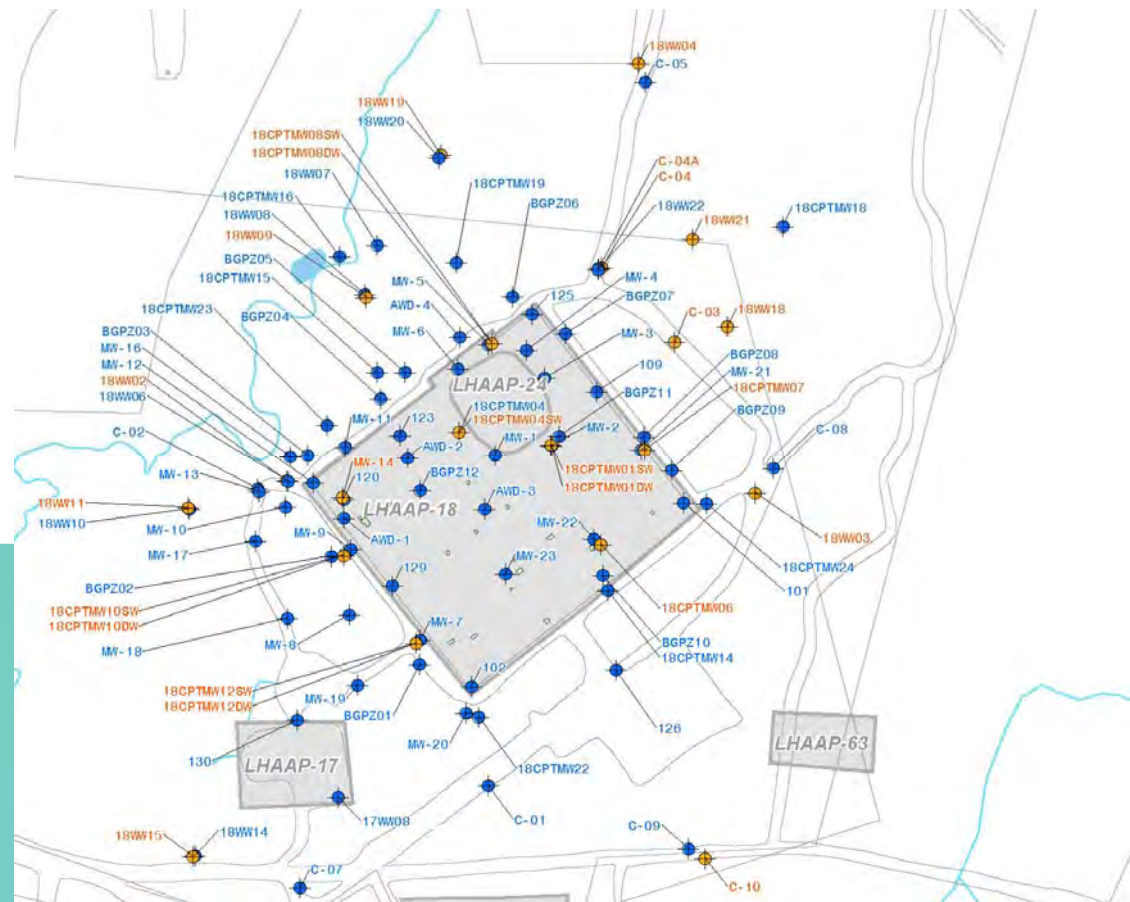 18WW04
C-05
18WW19
18WW20
18CPTMW08SW
18CPTMW08DW
18WW07
C-04A
C-04
18CPTMW19
18WW22
18CPTMW16
BGPZ06
18WW21
18CPTMW18
18WW08
18WW09
BGPZ05
18CPTMW15
MW-5
AWD-4
MW-4
125
BGPZ07
18CPTMW23
BGPZ04
MW-6
MW-3
C-03
18WW18
BGPZ03
MW-16
MW-12
18WW02
18WW06
C-02
LHAAP-24
109
BGPZ08
MW-21
18CPTMW07
BGPZ11
BGPZ09
18CPTMW04
18CPTMW04SW
MW-11
123
AWD-2
MW-1
MW-2
C-08
MW-13
MW-14
120
BGPZ12
18CPTMW01SW
18CPTMW01DW
18WW11
18WW10
MW-10
LHAAP-18
AWD-3
MW-22
MW-9
AWD-1
18WW03
MW-17
MW-23
18CPTMW24
101
BGPZ02
129
18CPTMW10SW
18CPTMW10DW
18CPTMW06
MW-8
MW-7
BGPZ10
18CPTMW14
MW-18
102
18CPTMW12SW
18CPTMW12DW
MW-19
BGPZ01
126
MW-20
LHAAP-63
130
LHAAP-17
18CPTMW22
17WW08
C-01
18WW15
18WW14
C-09
C-07
C-10